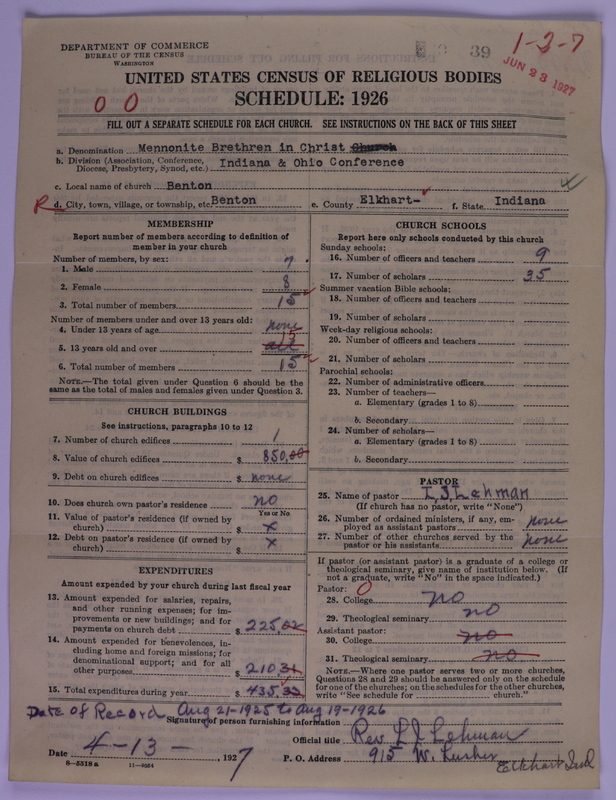 DEPARTMENT OF COMMERCE
BUREAU OF THE CENSUS
WASHINGTON
39
1-2-7
JUN 23 1927
UNITED STATES CENSUS OF RELIGIOUS BODIES
SCHEDULE: 1926
0 0
FILL OUT A SEPARATE SCHEDULE FOR EACH CHURCH. SEE INSTRUCTIONS ON THE BACK OF THIS SHEET
a. Denomination Mennonite Brethren in Christ Church
b. Division (Association, Conference, Diocese, Presbytery, Synod, etc.) Indiana & Ohio Conference
c. Local name of church Benton
R d. City, town, village, or township, etc. Benton e. County Elkhart- f. State Indiana
MEMBERSHIP
Report number of members according to definition of
member in your church
Number of members, by sex:
1. Male 7
2. Female 8
3. Total number of members 15
Number of members under and over 13 years old:
4. Under 13 years of age none
5. 13 years old and over all 15
6. Total number of members 15
NOTE.—The total given under Question 6 should be the
same as the total of males and females given under Question 3.
CHURCH BUILDINGS
See instructions, paragraphs 10 to 12
7. Number of church edifices 1
8. Value of church edifices $ 850.00
9. Debt on church edifices $ none
10. Does church own pastor's residence no
Yes or No
11. Value of pastor's residence (if owned by
church) $ x
12. Debt on pastor's residence (if owned by
church) $ x
EXPENDITURES
Amount expended by your church during last fiscal year
13. Amount expended for salaries, repairs,
and other running expenses; for im-
provements or new buildings; and for
payments on church debt $ 225.02
14. Amount expended for benevolences, in-
cluding home and foreign missions; for
denominational support; and for all
other purposes $ 210.31
15. Total expenditures during year $ 435.33
CHURCH SCHOOLS
Report here only schools conducted by this church
Sunday schools:
16. Number of officers and teachers 9
17. Number of scholars 35
Summer vacation Bible schools:
18. Number of officers and teachers
19. Number of scholars
Week-day religious schools:
20. Number of officers and teachers
21. Number of scholars
Parochial schools:
22. Number of administrative officers
23. Number of teachers—
a. Elementary (grades 1 to 8)
b. Secondary
24. Number of scholars—
a. Elementary (grades 1 to 8)
b. Secondary
PASTOR
25. Name of pastor L. J. Lehman
(If church has no pastor, write "None")
26. Number of ordained ministers, if any, em-
ployed as assistant pastors none
27. Number of other churches served by the
pastor or his assistants none
If pastor (or assistant pastor) is a graduate of a college or
theological seminary, give name of institution below. (If
not a graduate, write "No" in the space indicated.)
Pastor: 0
28. College no
29. Theological seminary no
Assistant pastor:
30. College no
31. Theological seminary no
NOTE.—Where one pastor serves two or more churches,
Questions 28 and 29 should be answered only on the schedule
for one of the churches; on the schedules for the other churches,
write "See schedule for church."
Date of Record Aug 21-1925 to Aug 19-1926
Signature of person furnishing information
Official title Rev. L J Lehman
Date 4-13-, 1927 P. O. Address 915 W. Elkhart Ind
8-5518 a